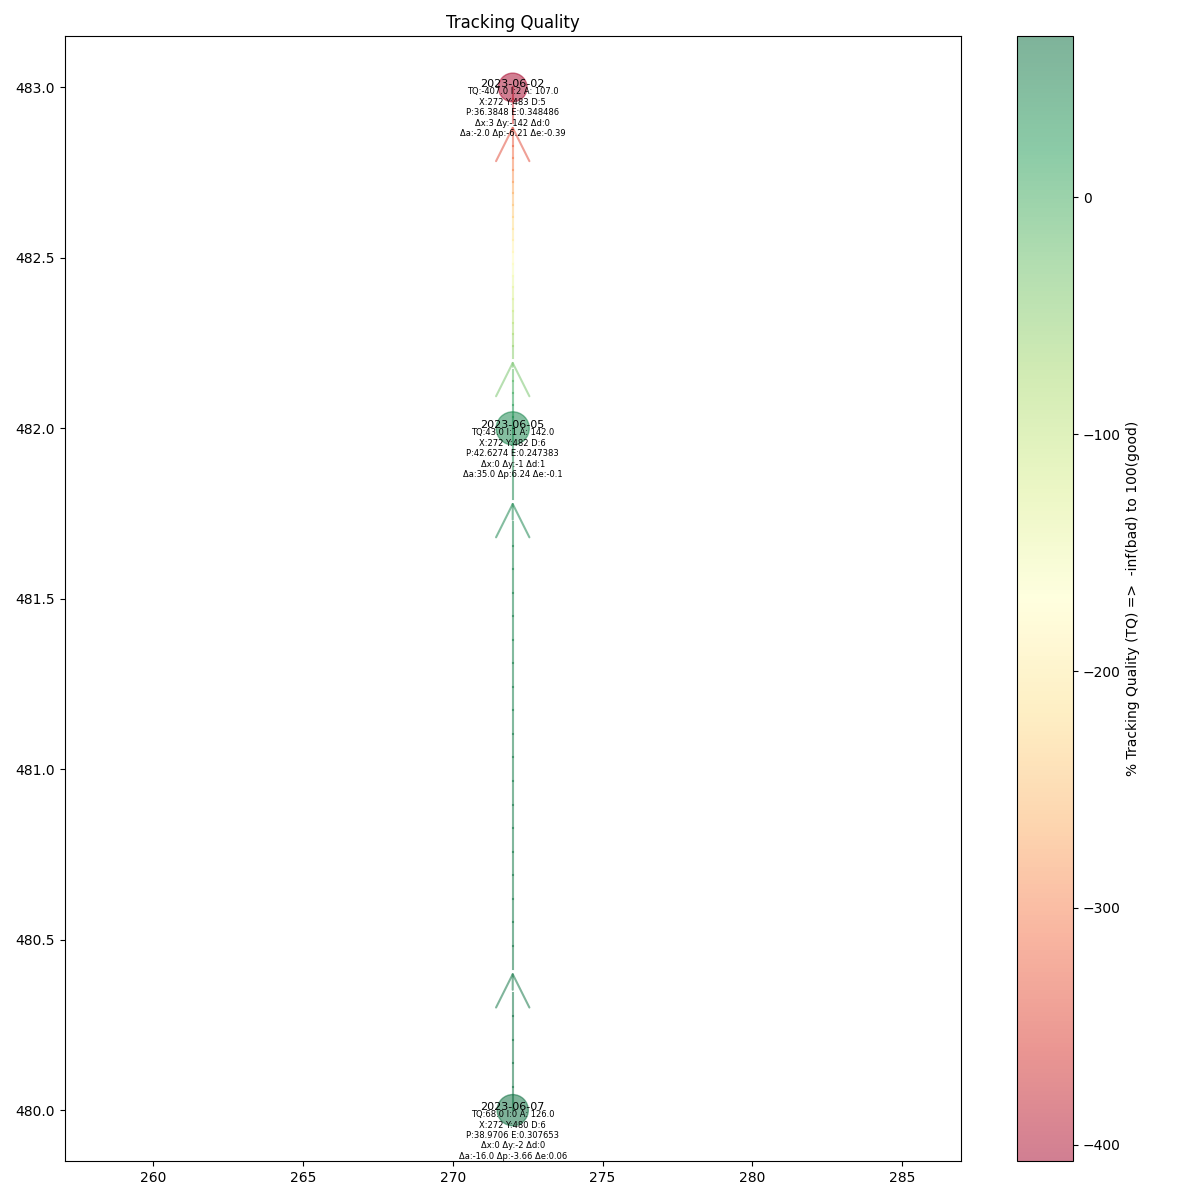 Tracking Quality
483.0
482.5
482.0
481.5
481.0
480.5
480.0
2023-06-02
TQ:-407.0 I:2 A: 107.0
X:272 Y:483 D:5
P:36.3848 E:0.348486
Δx:3 Δy:-142 Δd:0
Δa:-2.0 Δp:-6.21 Δe:-0.39
2023-06-05
TQ:43.0 I:1 A: 142.0
X:272 Y:482 D:6
P:42.6274 E:0.247383
Δx:0 Δy:-1 Δd:1
Δa:35.0 Δp:6.24 Δe:-0.1
2023-06-07
TQ:68.0 I:0 A: 126.0
X:272 Y:480 D:6
P:38.9706 E:0.307653
Δx:0 Δy:-2 Δd:0
Δa:-16.0 Δp:-3.66 Δe:0.06
260
265
270
275
280
285
0
−100
−200
−300
−400
% Tracking Quality (TQ) => -inf(bad) to 100(good)